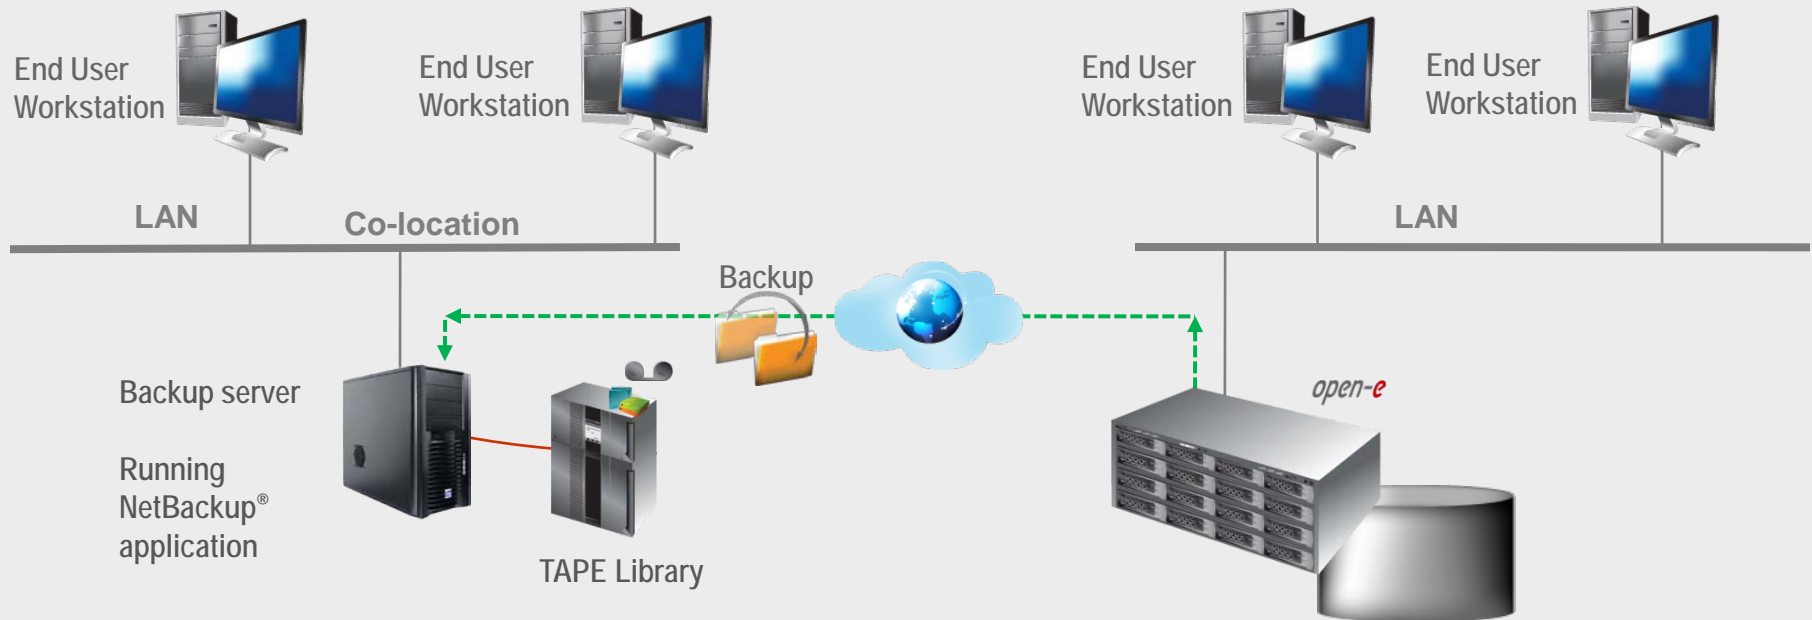 End User
Workstation
End User
Workstation
End User
Workstation
End User
Workstation
LAN
Co-location
LAN
Backup
Backup server
Running
NetBackup®
application
TAPE Library
open-e